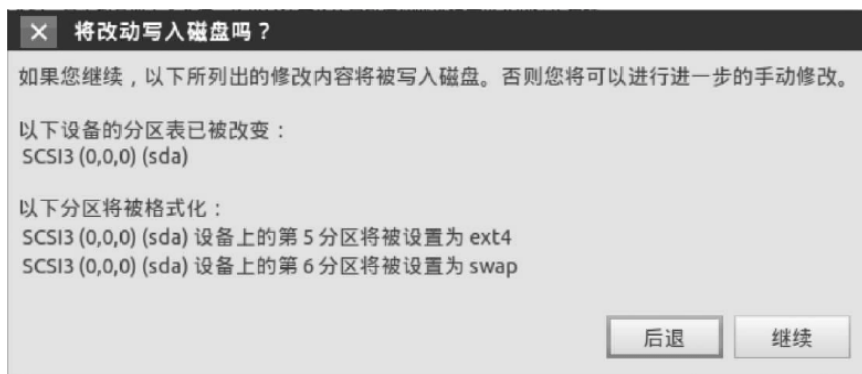 将改动写入磁盘吗？
如果您继续，以下所列出的修改内容将被写入磁盘。否则您将可以进行进一步的手动修改。
以下设备的分区表已被改变：
SCSI3 (0,0,0) (sda)
以下分区将被格式化：
SCSI3 (0,0,0) (sda) 设备上的第 5 分区将被设置为 ext4
SCSI3 (0,0,0) (sda) 设备上的第 6 分区将被设置为 swap
后退 继续